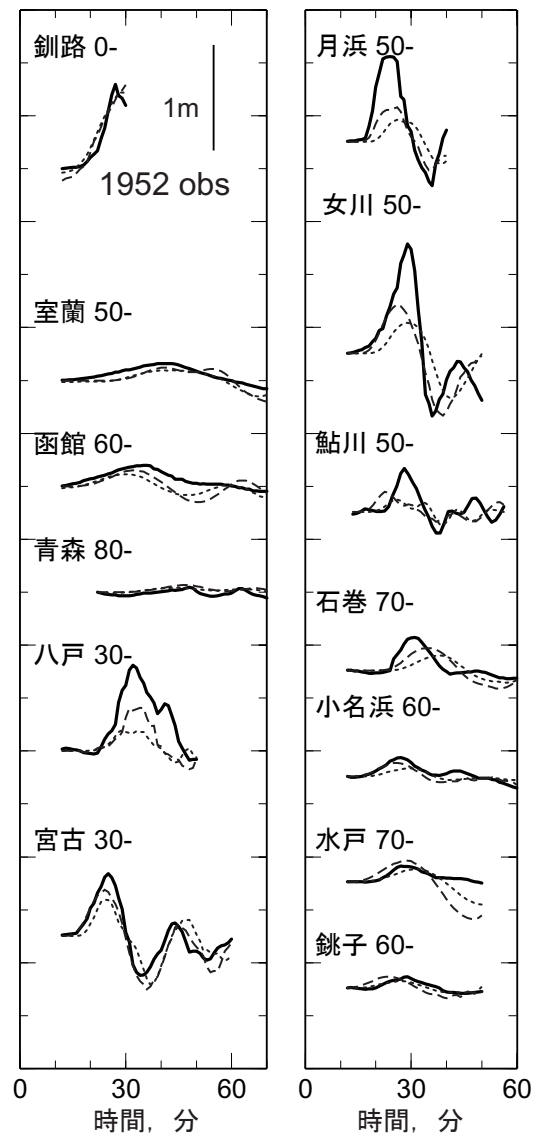 釧路 0-
1m
1952 obs
室蘭 50-
函館 60-
青森 80-
八戸 30-
宮古 30-
0 30 60
時間, 分
月浜 50-
女川 50-
鮎川 50-
石巻 70-
小名浜 60-
水戸 70-
銚子 60-
0 30 60
時間, 分